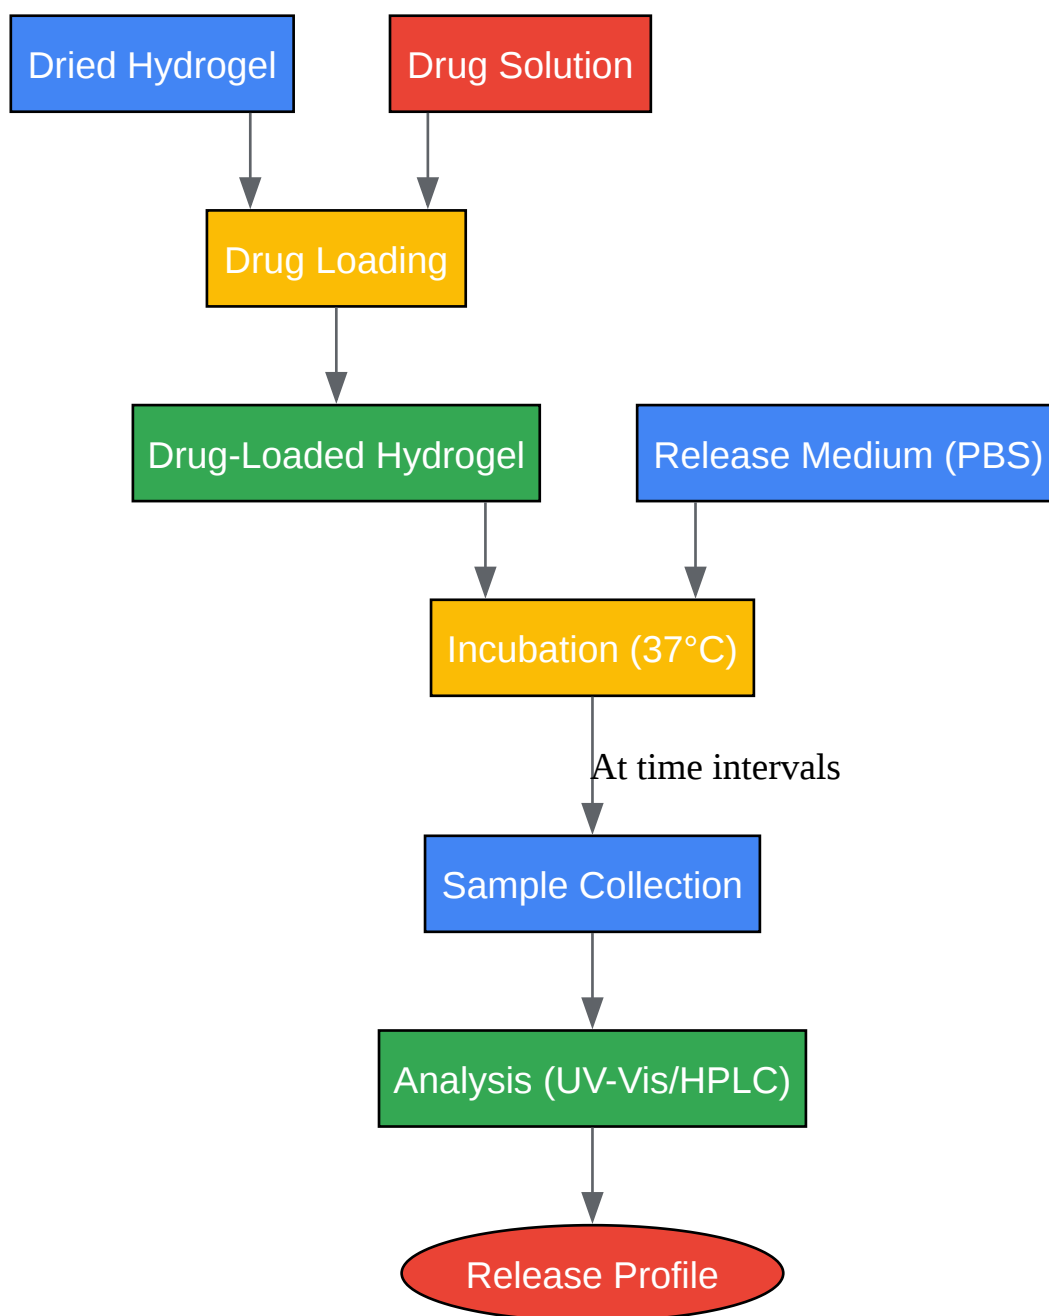 Dried Hydrogel
Drug Solution
Drug Loading
Drug-Loaded Hydrogel
Release Medium (PBS)
Incubation (37°C)
At time intervals
Sample Collection
Analysis (UV-Vis/HPLC)
Release Profile